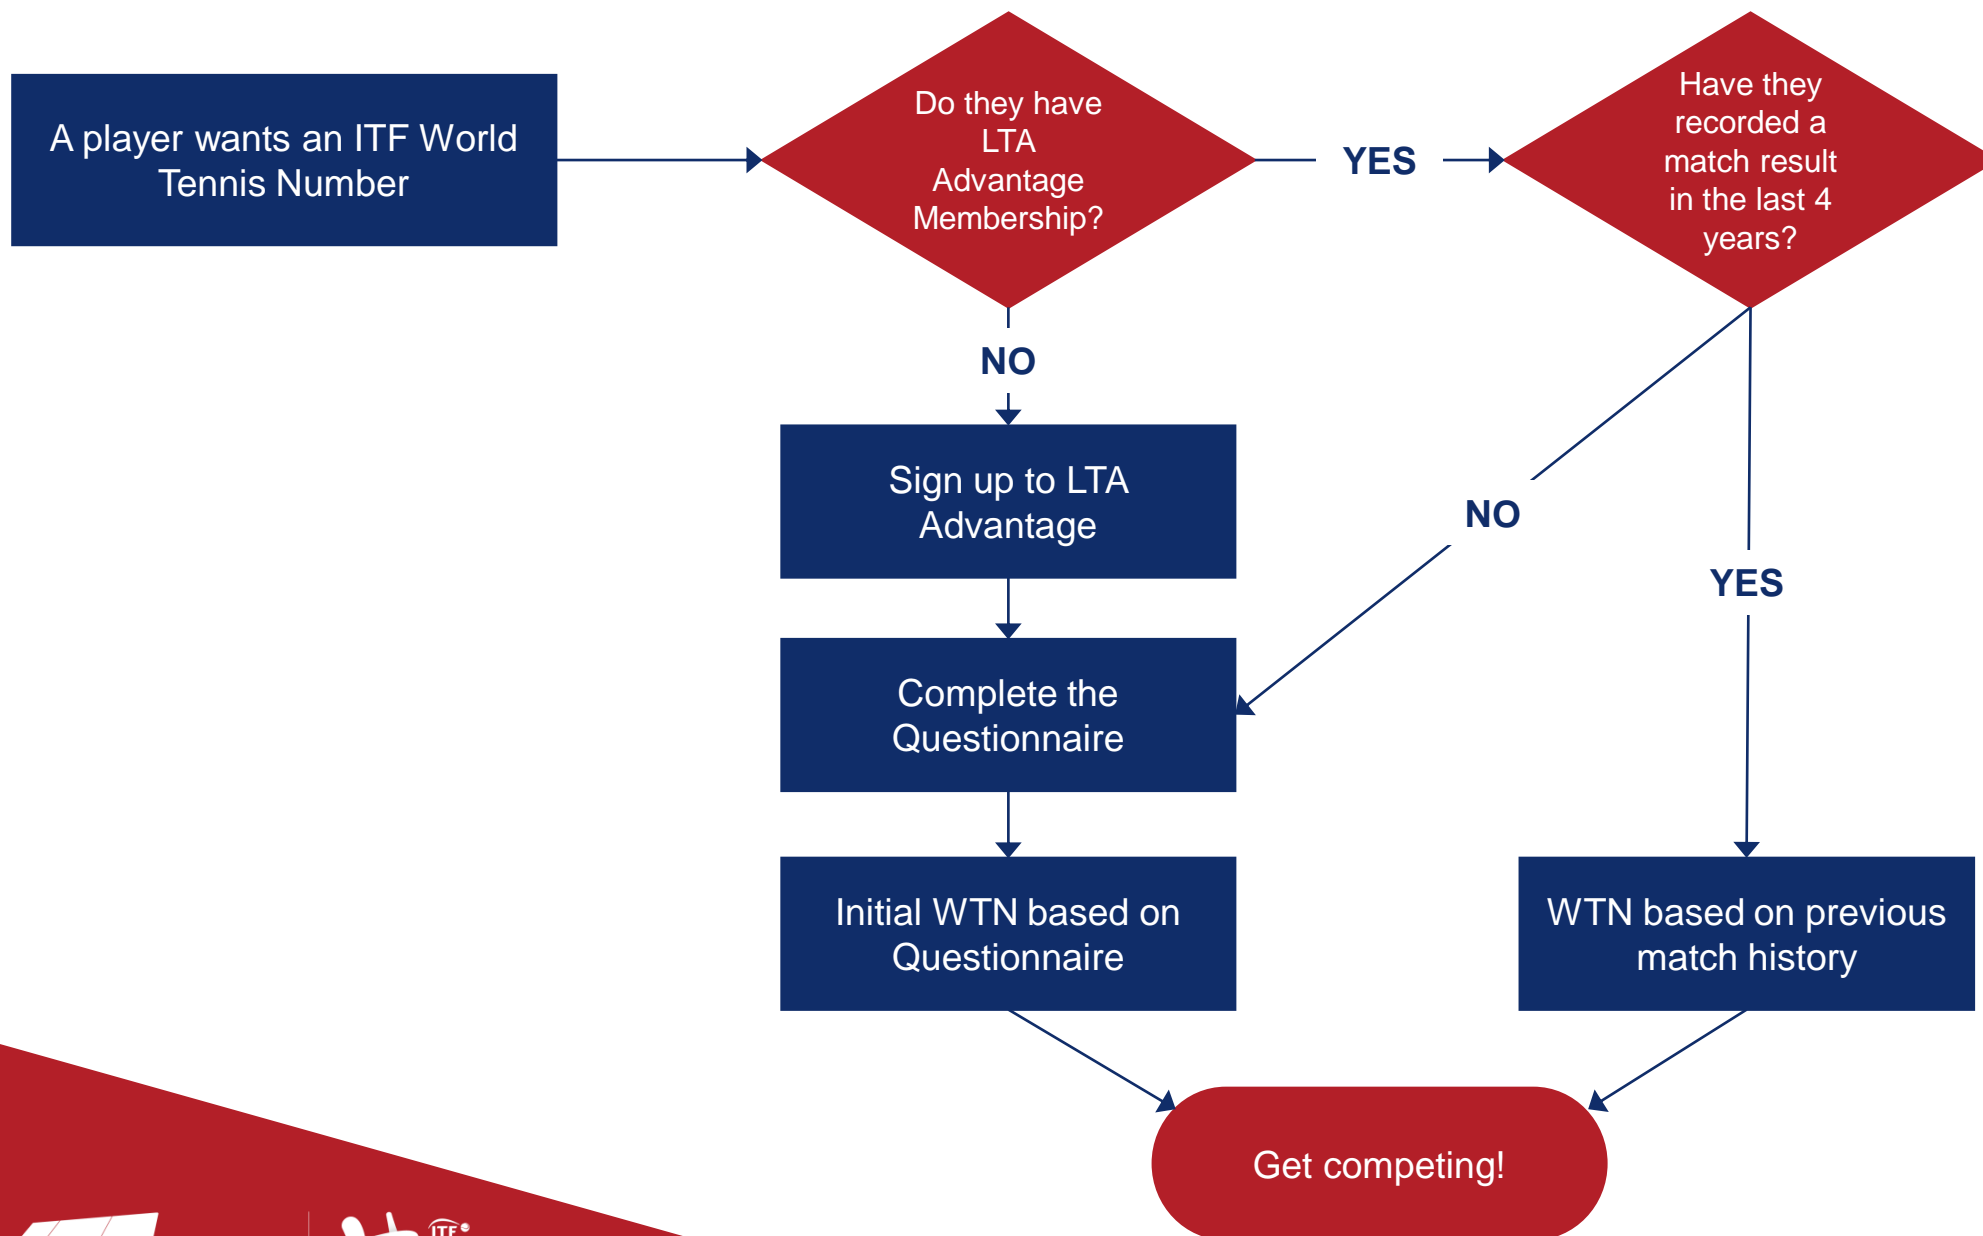 A player wants an ITF World
Tennis Number
Do they have
LTA
Advantage
Membership?
YES
Have they
recorded a
match result
in the last 4
years?
NO
Sign up to LTA
Advantage
NO
YES
Complete the
Questionnaire
Initial WTN based on
Questionnaire
WTN based on previous
match history
Get competing!
ITF